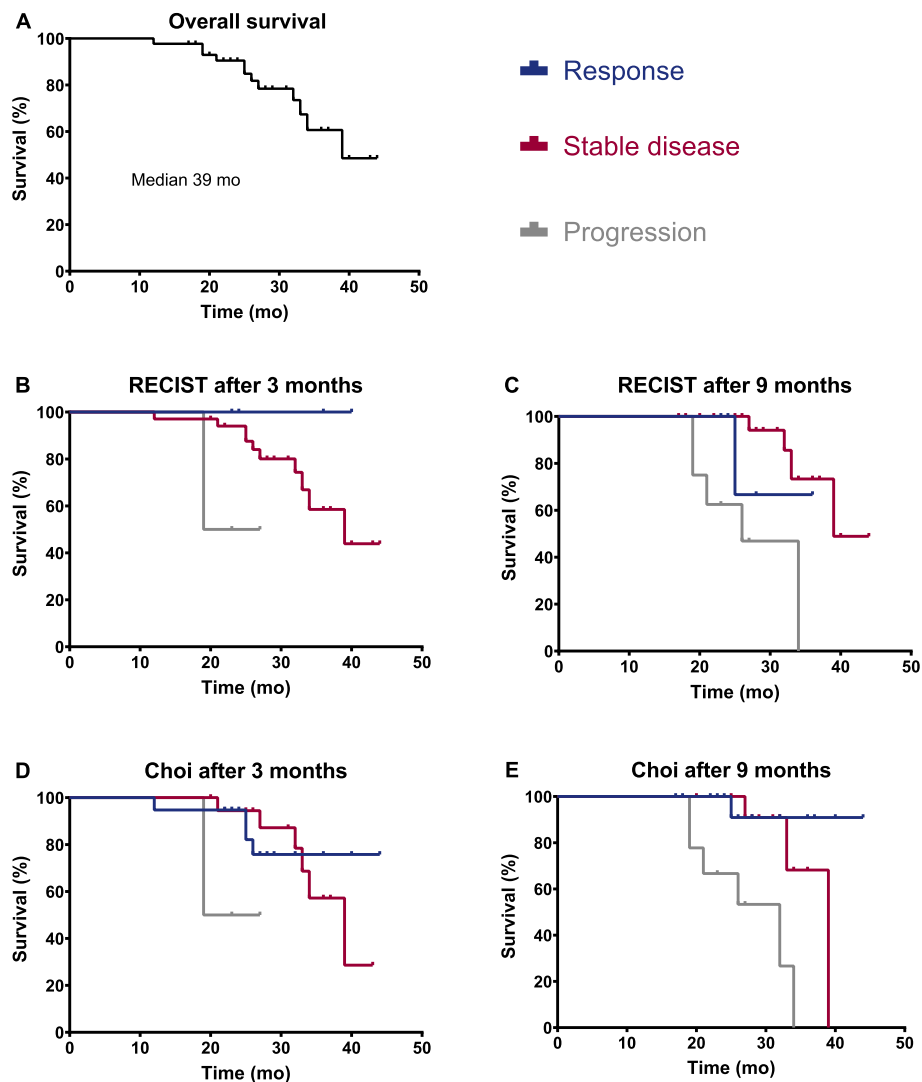 A
Overall survival
100
80
60
40
20
0
Survival (%)
Median 39 mo
0 10 20 30 40 50
Time (mo)
Response
Stable disease
Progression
B
RECIST after 3 months
100
80
60
40
20
0
Survival (%)
0 10 20 30 40 50
Time (mo)
C
RECIST after 9 months
100
80
60
40
20
0
Survival (%)
0 10 20 30 40 50
Time (mo)
D
Choi after 3 months
100
80
60
40
20
0
Survival (%)
0 10 20 30 40 50
Time (mo)
E
Choi after 9 months
100
80
60
40
20
0
Survival (%)
0 10 20 30 40 50
Time (mo)